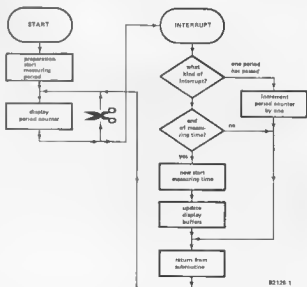 START
preparation
start
measuring
period
display
period counter
INTERRUPT
what
kind of
interrupt?
one period
has passed
increment
period counter
by one
end
of measu-
ring time?
no
yes
new start
measuring time
update
display
buffers
return from
subroutine
82126 1